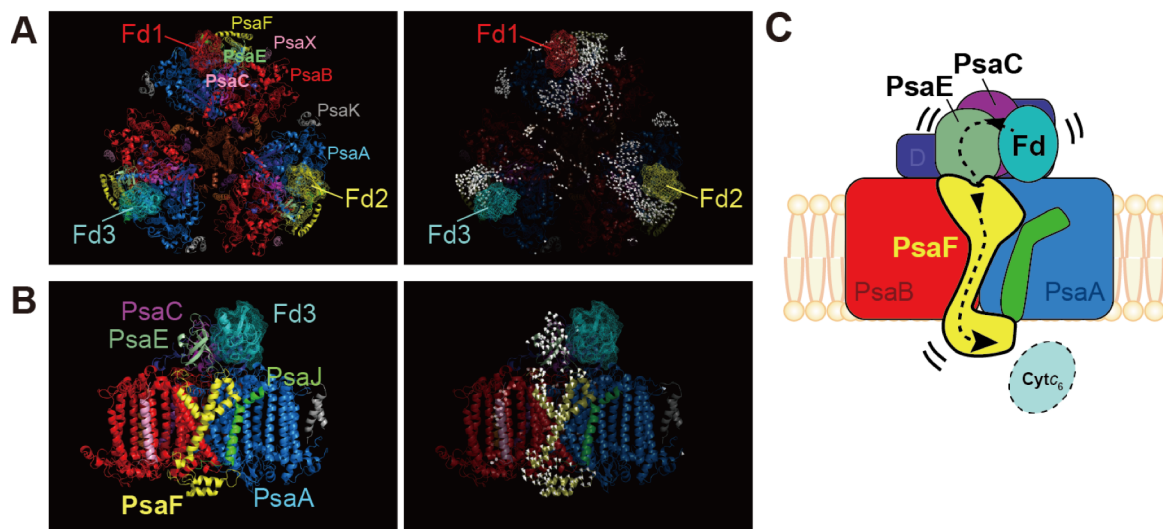 A
Fd1
PsaF
PsaX
PsaE
PsaB
PsaC
PsaK
PsaA
Fd2
Fd3
Fd1
Fd2
Fd3
B
PsaC
Fd3
PsaE
PsaJ
PsaF
PsaA
C
PsaC
PsaE
D
Fd
PsaF
PsaB
PsaA
Cytc₆